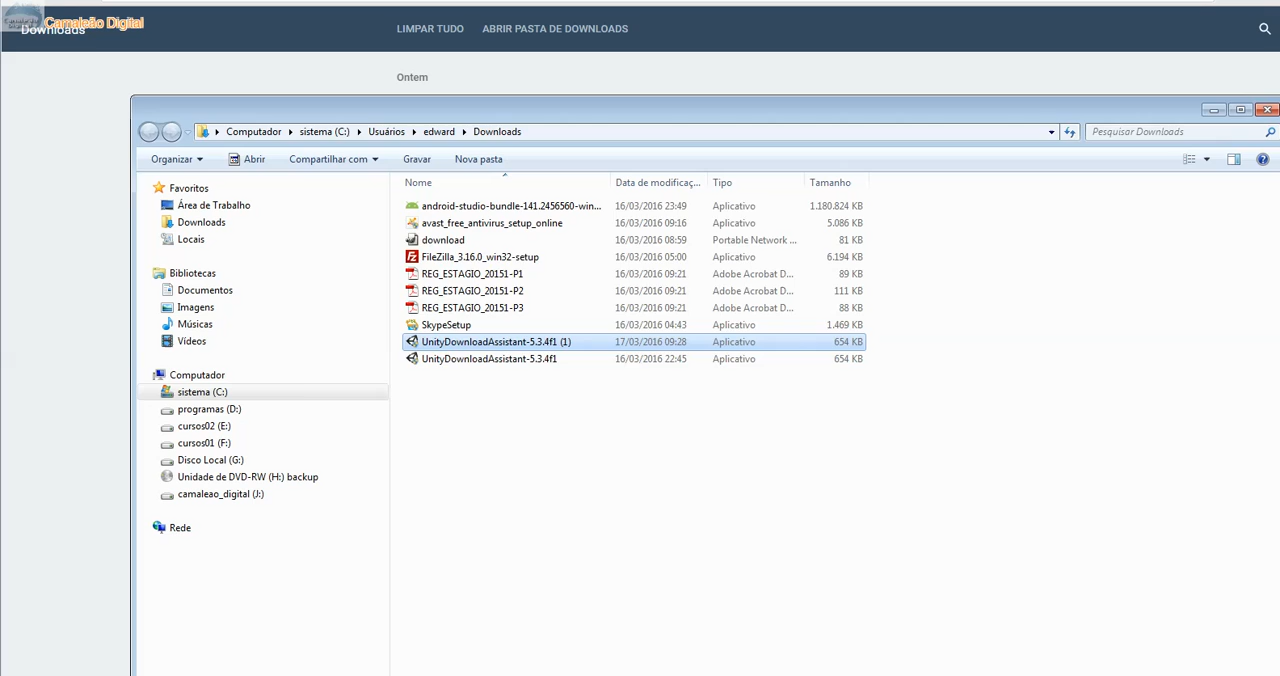 Camaleão Digital
Downloads
LIMPAR TUDO ABRIR PASTA DE DOWNLOADS
Ontem
Computador sistema (C:) Usuários edward Downloads
Pesquisar Downloads
Organizar Abrir Compartilhar com Gravar Nova pasta
Favoritos
Área de Trabalho
Downloads
Locais
Bibliotecas
Documentos
Imagens
Músicas
Vídeos
Computador
sistema (C:)
programas (D:)
cursos02 (E:)
cursos01 (F:)
Disco Local (G:)
Unidade de DVD-RW (H:) backup
camaleao_digital (J:)
Rede
Nome Data de modificaç... Tipo Tamanho
android-studio-bundle-141.2456560-win... 16/03/2016 23:49 Aplicativo 1.180.824 KB
avast_free_antivirus_setup_online 16/03/2016 09:16 Aplicativo 5.086 KB
download 16/03/2016 08:59 Portable Network ... 81 KB
FileZilla_3.16.0_win32-setup 16/03/2016 05:00 Aplicativo 6.194 KB
REG_ESTAGIO_20151-P1 16/03/2016 09:21 Adobe Acrobat D... 89 KB
REG_ESTAGIO_20151-P2 16/03/2016 09:21 Adobe Acrobat D... 111 KB
REG_ESTAGIO_20151-P3 16/03/2016 09:21 Adobe Acrobat D... 88 KB
SkypeSetup 16/03/2016 04:43 Aplicativo 1.469 KB
UnityDownloadAssistant-5.3.4f1 (1) 17/03/2016 09:28 Aplicativo 654 KB
UnityDownloadAssistant-5.3.4f1 16/03/2016 22:45 Aplicativo 654 KB